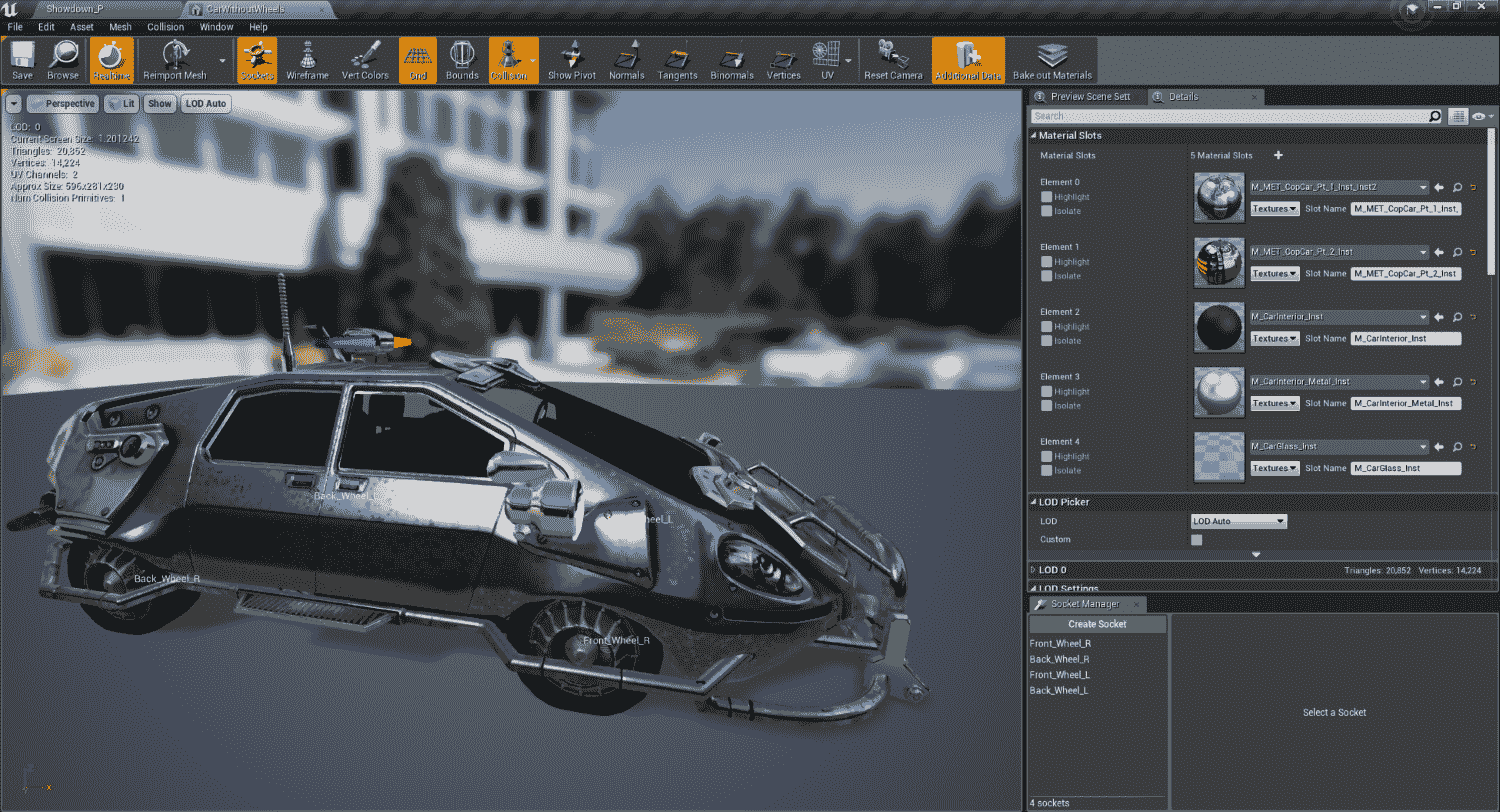 Showdown_P
CarWithoutWheels
File Edit Asset Mesh Collision Window Help
Save Browse Realtime Reimport Mesh Sockets Wireframe Vert Colors Grid Bounds Collision Show Pivot Normals Tangents Binormals Vertices UV Reset Camera Additional Data Bake out Materials
Perspective Lit Show LOD Auto
LOD: 0
Current Screen Size: 1.201242
Triangles: 20,852
Vertices: 14,224
UV Channels: 2
Approx Size: 596x281x230
Num Collision Primitives: 1
Back_Wheel_L
heel_L
Back_Wheel_R
Front_Wheel_R
x
Preview Scene Sett
Details
Search
Material Slots
Material Slots 5 Material Slots
Element 0
Highlight
Isolate
M_MET_CopCar_Pt_1_Inst_Inst2
Textures Slot Name M_MET_CopCar_Pt_1_Inst_
Element 1
Highlight
Isolate
M_MET_CopCar_Pt_2_Inst
Textures Slot Name M_MET_CopCar_Pt_2_Inst
Element 2
Highlight
Isolate
M_CarInterior_Inst
Textures Slot Name M_CarInterior_Inst
Element 3
Highlight
Isolate
M_CarInterior_Metal_Inst
Textures Slot Name M_CarInterior_Metal_Inst
Element 4
Highlight
Isolate
M_CarGlass_Inst
Textures Slot Name M_CarGlass_Inst
LOD Picker
LOD LOD Auto
Custom
LOD 0 Triangles: 20,852 Vertices: 14,224
LOD Settings
Socket Manager
Create Socket
Front_Wheel_R
Back_Wheel_R
Front_Wheel_L
Back_Wheel_L
Select a Socket
4 sockets